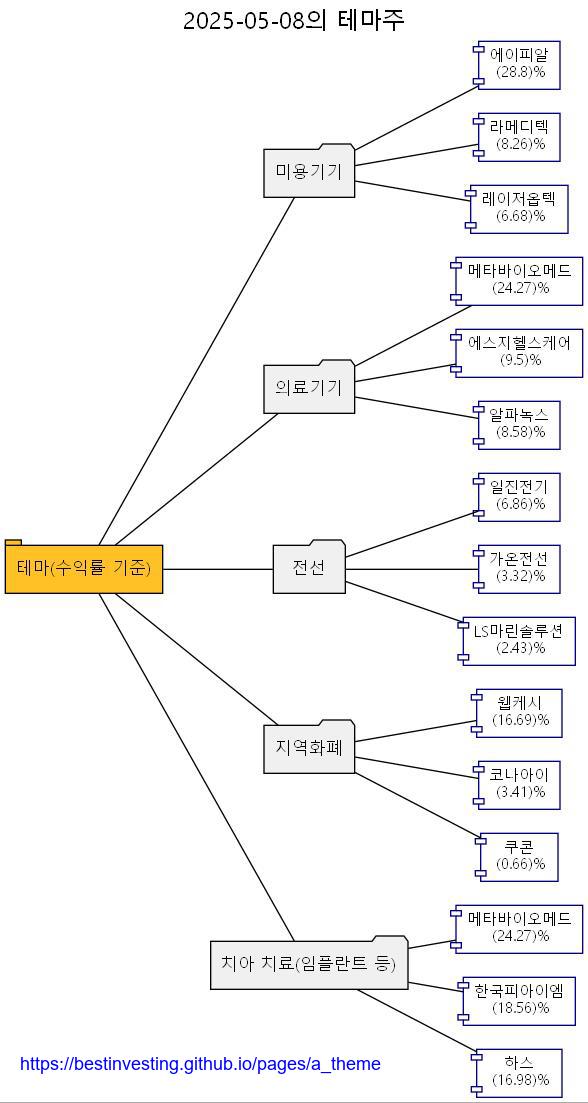 2025-05-08의 테마주
에이피알
(28.8)%
라메디텍
(8.26)%
미용기기
레이저옵텍
(6.68)%
메타바이오메드
(24.27)%
에스지헬스케어
(9.5)%
의료기기
알파녹스
(8.58)%
일진전기
(6.86)%
테마(수익률 기준)
전선
가온전선
(3.32)%
LS마린솔루션
(2.43)%
웹케시
(16.69)%
지역화폐
코나아이
(3.41)%
쿠콘
(0.66)%
메타바이오메드
(24.27)%
치아 치료(임플란트 등)
한국피아이엠
(18.56)%
하스
(16.98)%
https://bestinvesting.github.io/pages/a_theme